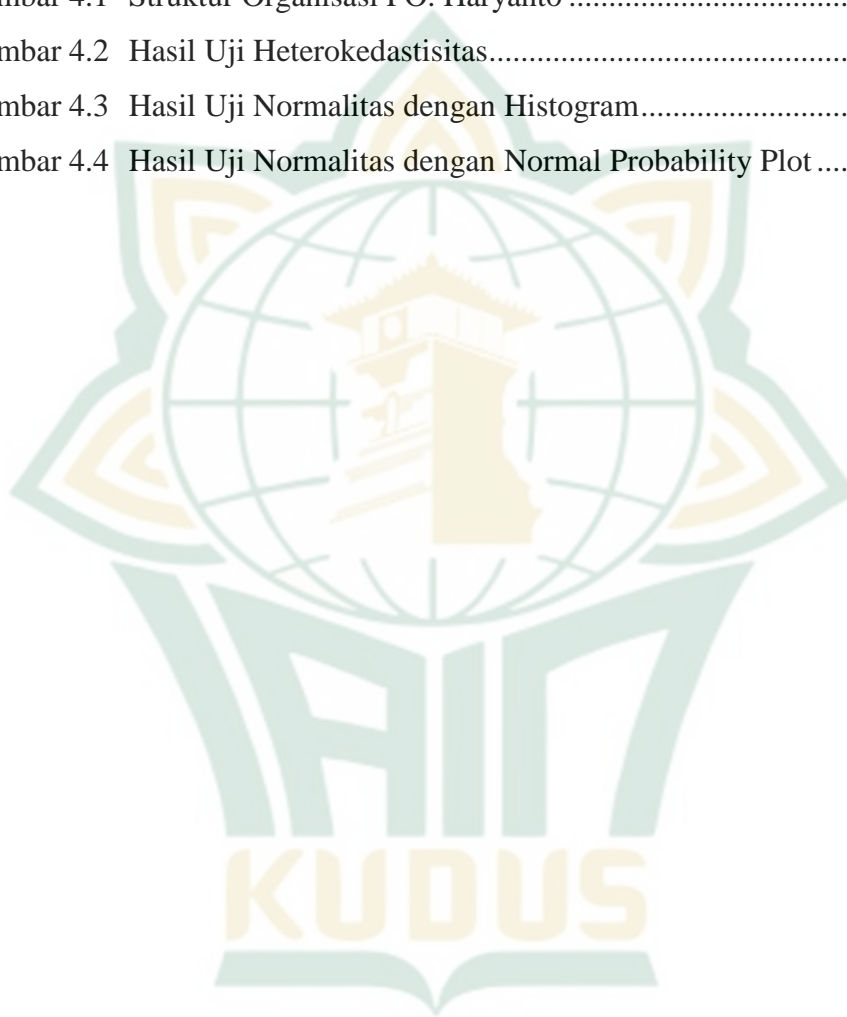 mbar 4.1 Struktur Organisasi PO. Haryanto ....................................
mbar 4.2 Hasil Uji Heterokedastisitas..................................................
mbar 4.3 Hasil Uji Normalitas dengan Histogram.............................
mbar 4.4 Hasil Uji Normalitas dengan Normal Probability Plot ....
IAIN
KUDUS